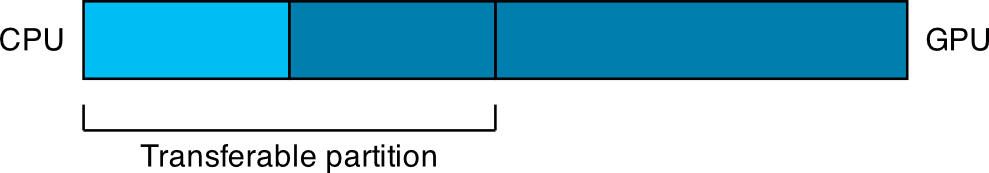 CPU
GPU
Transferable partition